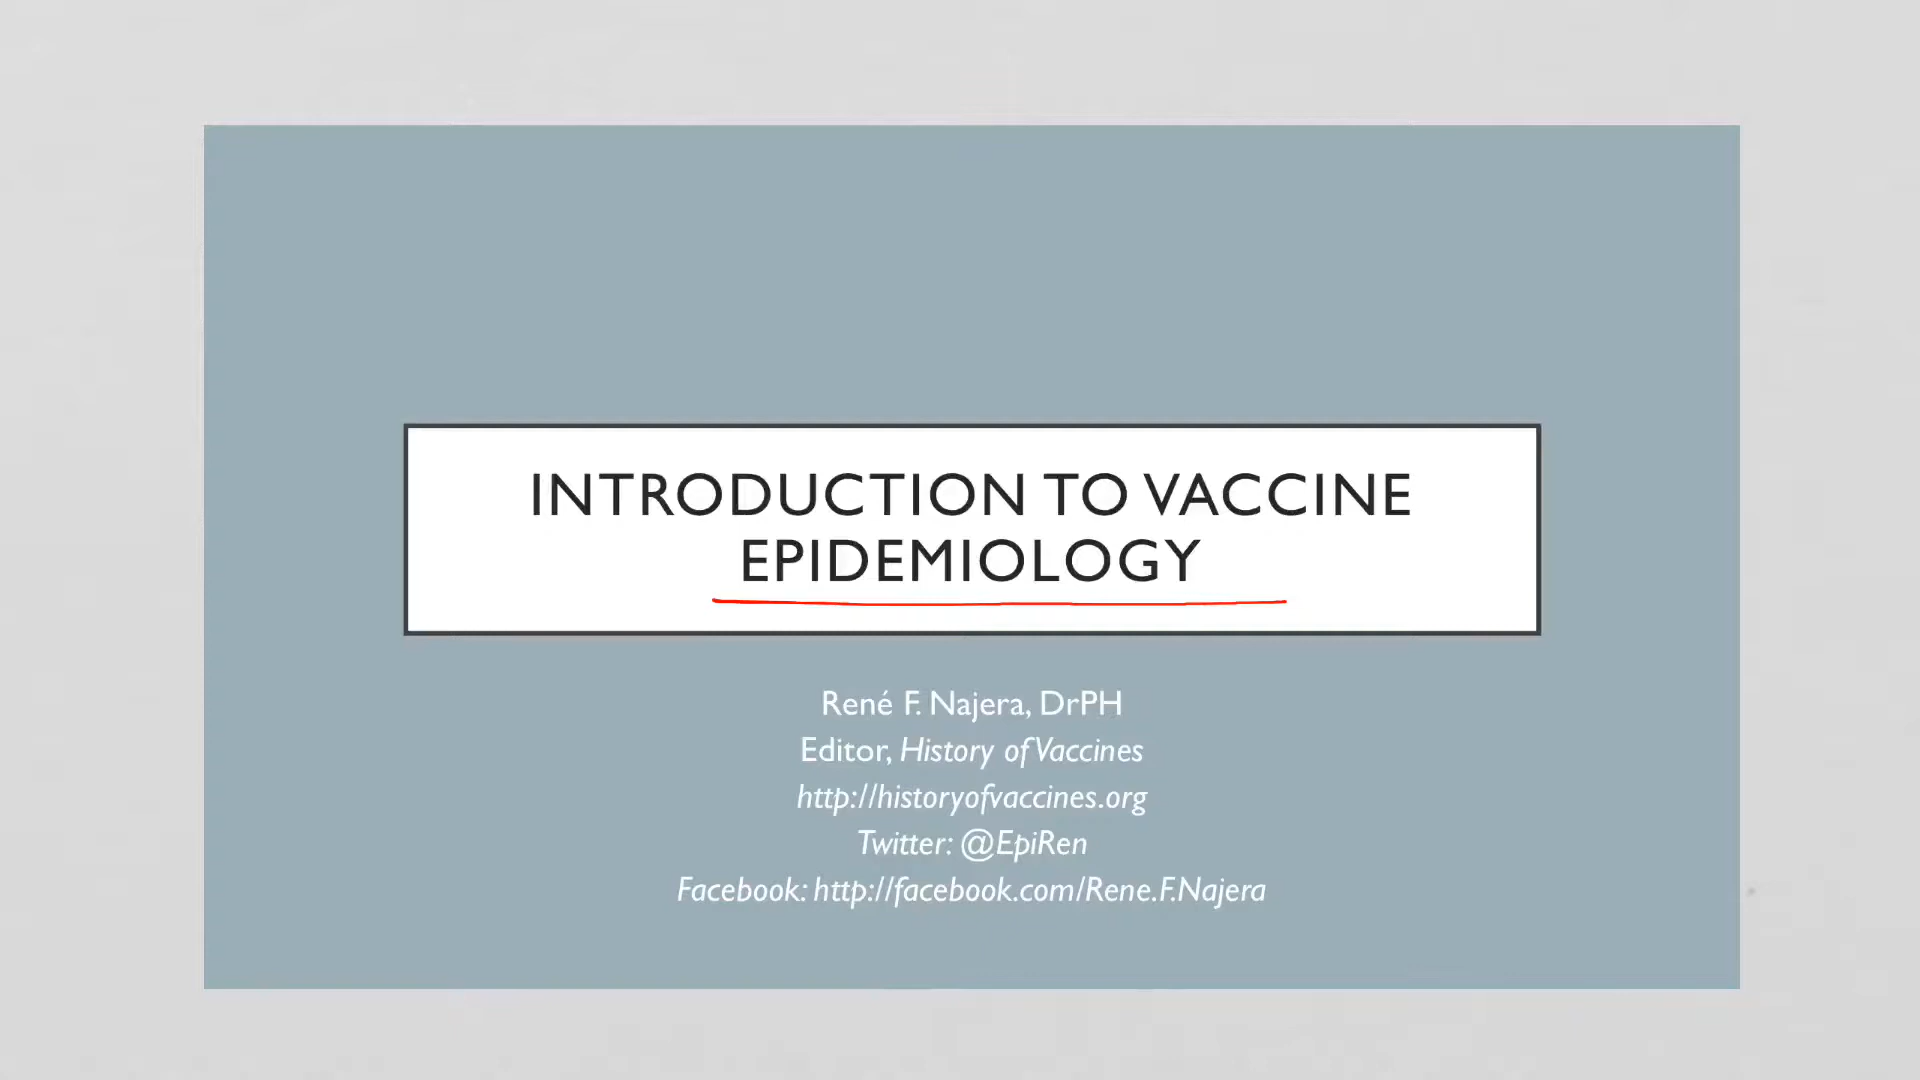 INTRODUCTION TO VACCINE
EPIDEMIOLOGY
René F. Najera, DrPH
Editor, History of Vaccines
http://historyofvaccines.org
Twitter: @EpiRen
Facebook: http://facebook.com/Rene.F.Najera